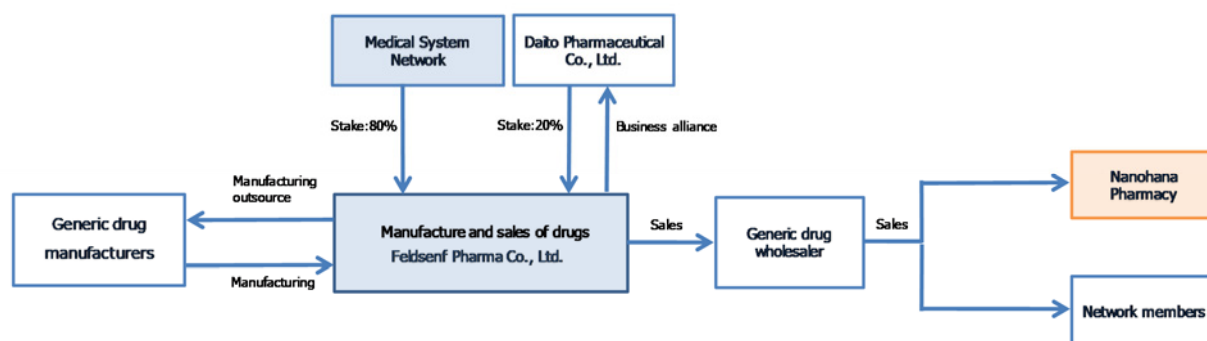 Medical System
Network
Daito Pharmaceutical
Co., Ltd.
Stake:80%
Stake:20%
Business alliance
Manufacturing
outsource
Generic drug
manufacturers
Manufacturing
Manufacture and sales of drugs
Feldsenf Pharma Co., Ltd.
Sales
Generic drug
wholesaler
Sales
Nanohana
Pharmacy
Network members